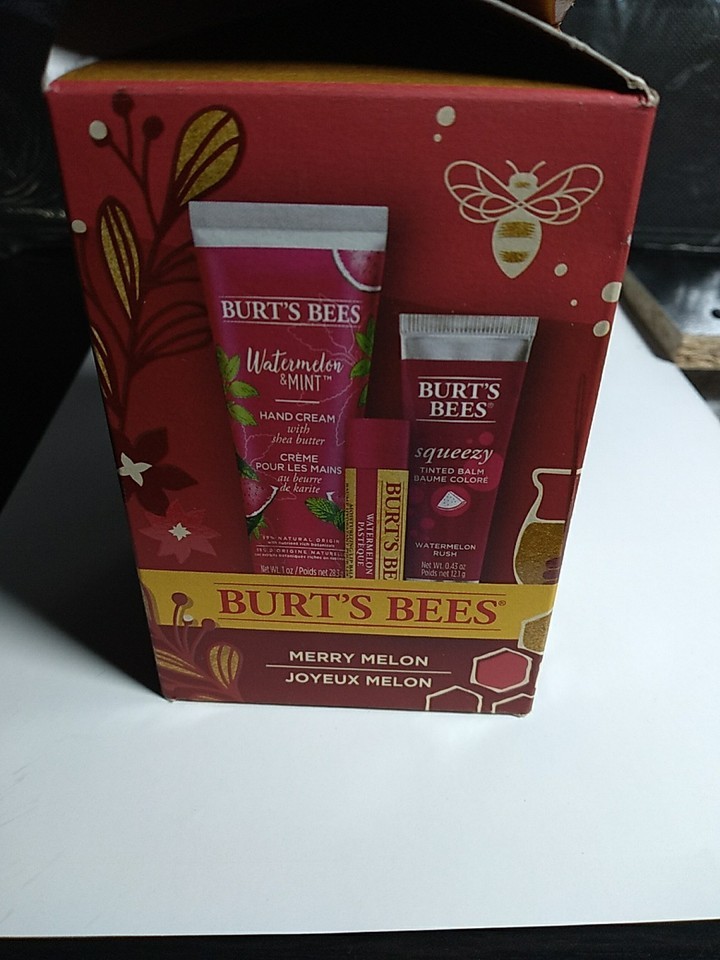 BURT'S BEES
Watermelon
& MINT™
HAND CREAM
with
shea butter
CRÈME
POUR LES MAINS
au beurre
de karité
Net Wt. 1 oz / Poids net 28.3
BURT'S BE
WATERMELON
PASTÈQUE
BURT'S
BEES®
squeezy
TINTED BALM
BAUME COLORÉ
WATERMELON
RUSH
Net Wt. 0.43 oz
Poids net 12.1 g
BURT'S BEES®
MERRY MELON
JOYEUX MELON